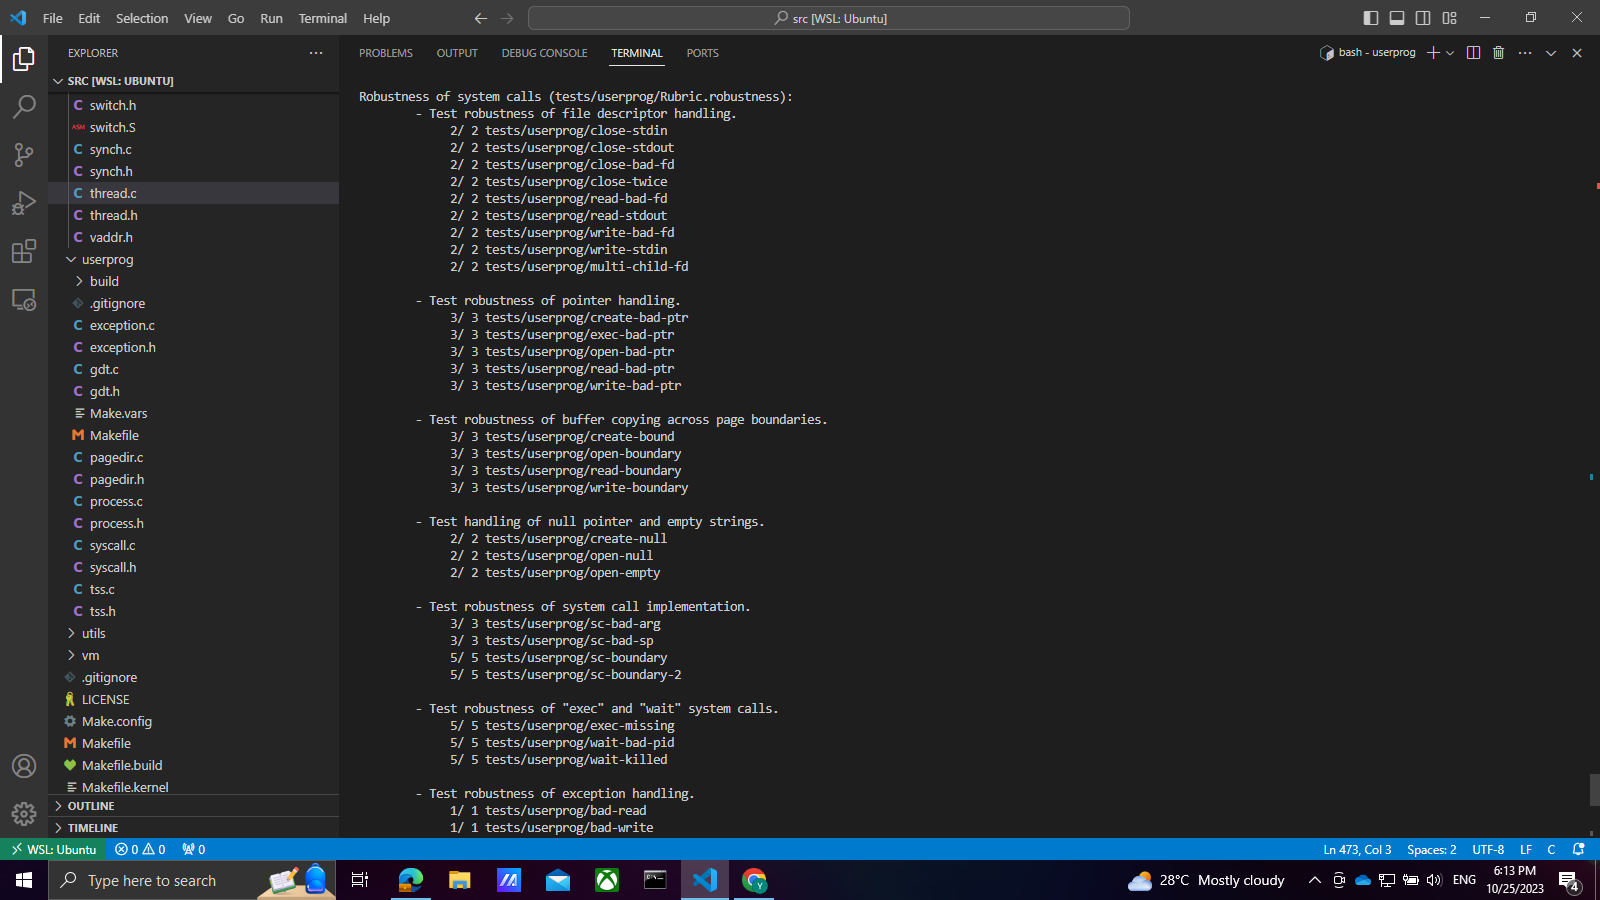 File Edit Selection View Go Run Terminal Help
src [WSL: Ubuntu]
EXPLORER
SRC [WSL: UBUNTU]
switch.h
ASM switch.S
C synch.c
C synch.h
C thread.c
C thread.h
C vaddr.h
userprog
build
.gitignore
C exception.c
C exception.h
C gdt.c
C gdt.h
Make.vars
M Makefile
C pagedir.c
C pagedir.h
C process.c
C process.h
C syscall.c
C syscall.h
C tss.c
C tss.h
utils
vm
.gitignore
LICENSE
Make.config
M Makefile
Makefile.build
Makefile.kernel
OUTLINE
TIMELINE
PROBLEMS OUTPUT DEBUG CONSOLE TERMINAL PORTS
bash - userprog
Robustness of system calls (tests/userprog/Rubric.robustness):
- Test robustness of file descriptor handling.
2/ 2 tests/userprog/close-stdin
2/ 2 tests/userprog/close-stdout
2/ 2 tests/userprog/close-bad-fd
2/ 2 tests/userprog/close-twice
2/ 2 tests/userprog/read-bad-fd
2/ 2 tests/userprog/read-stdout
2/ 2 tests/userprog/write-bad-fd
2/ 2 tests/userprog/write-stdin
2/ 2 tests/userprog/multi-child-fd
- Test robustness of pointer handling.
3/ 3 tests/userprog/create-bad-ptr
3/ 3 tests/userprog/exec-bad-ptr
3/ 3 tests/userprog/open-bad-ptr
3/ 3 tests/userprog/read-bad-ptr
3/ 3 tests/userprog/write-bad-ptr
- Test robustness of buffer copying across page boundaries.
3/ 3 tests/userprog/create-bound
3/ 3 tests/userprog/open-boundary
3/ 3 tests/userprog/read-boundary
3/ 3 tests/userprog/write-boundary
- Test handling of null pointer and empty strings.
2/ 2 tests/userprog/create-null
2/ 2 tests/userprog/open-null
2/ 2 tests/userprog/open-empty
- Test robustness of system call implementation.
3/ 3 tests/userprog/sc-bad-arg
3/ 3 tests/userprog/sc-bad-sp
5/ 5 tests/userprog/sc-boundary
5/ 5 tests/userprog/sc-boundary-2
- Test robustness of "exec" and "wait" system calls.
5/ 5 tests/userprog/exec-missing
5/ 5 tests/userprog/wait-bad-pid
5/ 5 tests/userprog/wait-killed
- Test robustness of exception handling.
1/ 1 tests/userprog/bad-read
1/ 1 tests/userprog/bad-write
WSL: Ubuntu 0 0 0
Ln 473, Col 3 Spaces: 2 UTF-8 LF C
Type here to search
28°C Mostly cloudy
ENG
6:13 PM
10/25/2023
4